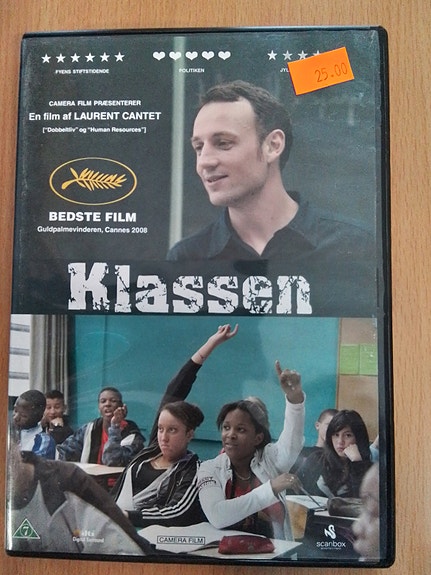 25.00
FYENS STIFTSTIDENDE
POLITIKEN
CAMERA FILM PRÆSENTERER
En film af LAURENT CANTET
["Dobbeltliv" og "Human Resources"]
BEDSTE FILM
Guldpalmevinderen, Cannes 2008
Klassen
7
CAMERA FILM
scanbox